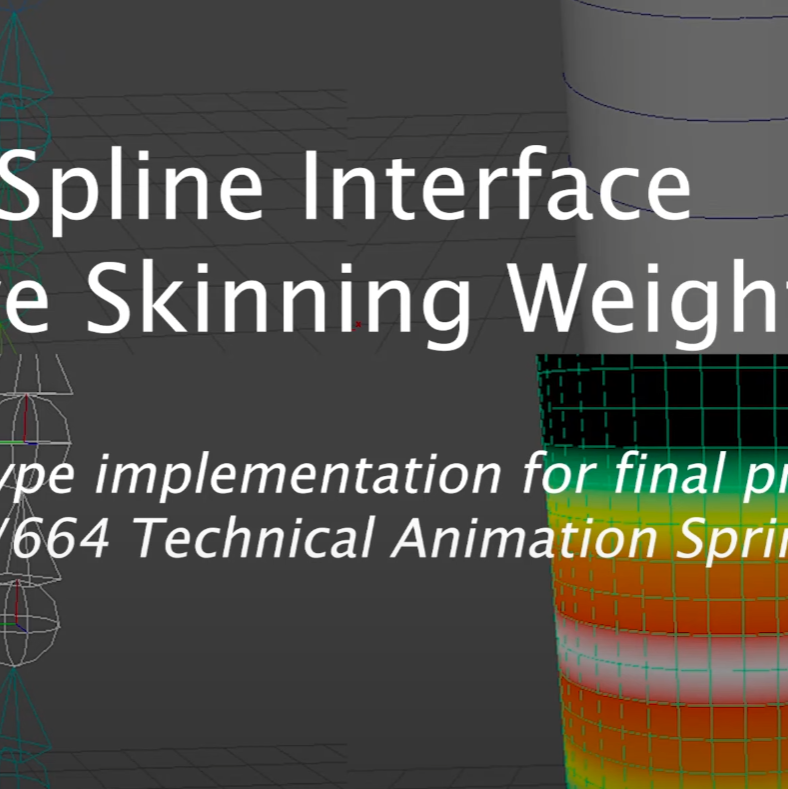 Spline Interface
e Skinning Weight
ype implementation for final pr
/664 Technical Animation Sprin